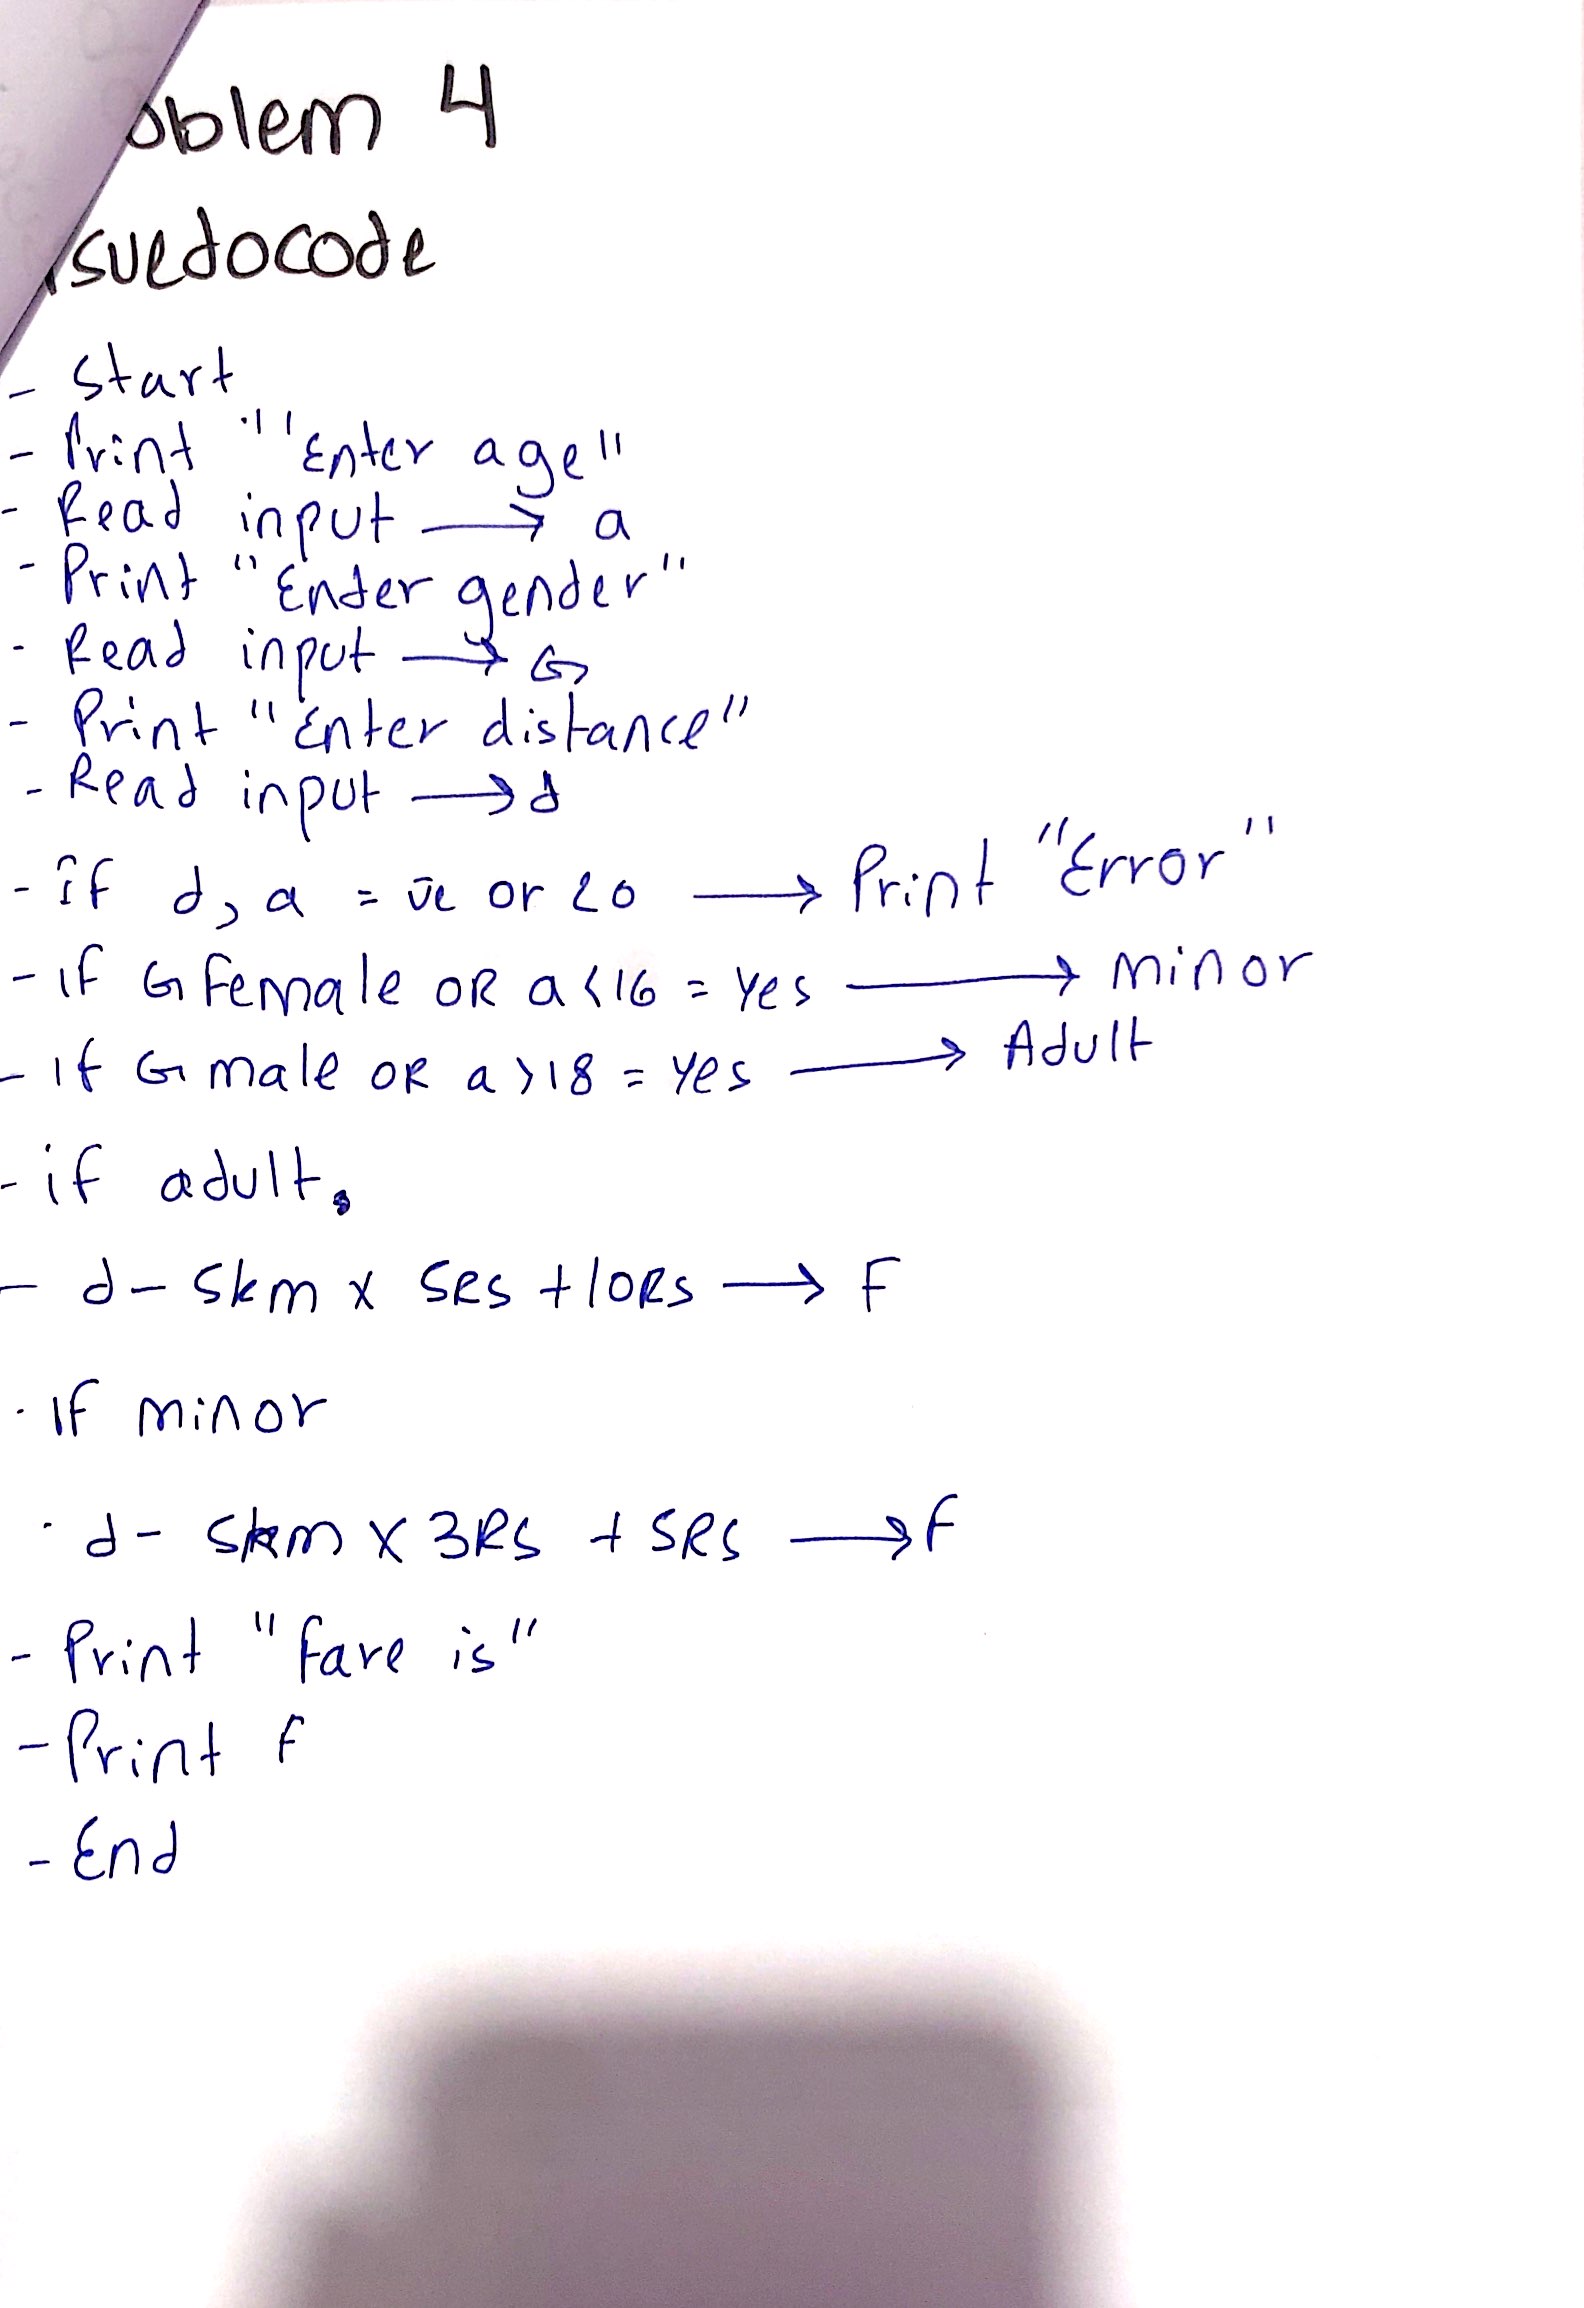 oblem 4
suedocode
- Start
- Print "Enter age"
- Read input → a
- Print "Enter gender"
- Read input → G
- Print "Enter distance"
- Read input → d
- if d, a = -ve or <0 → Print "Error"
- if G female OR a<16 = yes → minor
- If G male OR a>18 = yes → Adult
- if adult,
- d - 5km x 5Rs + 10Rs → F
- If minor
- d - 5km x 3Rs + 5Rs → F
- Print "fare is"
- Print f
- End